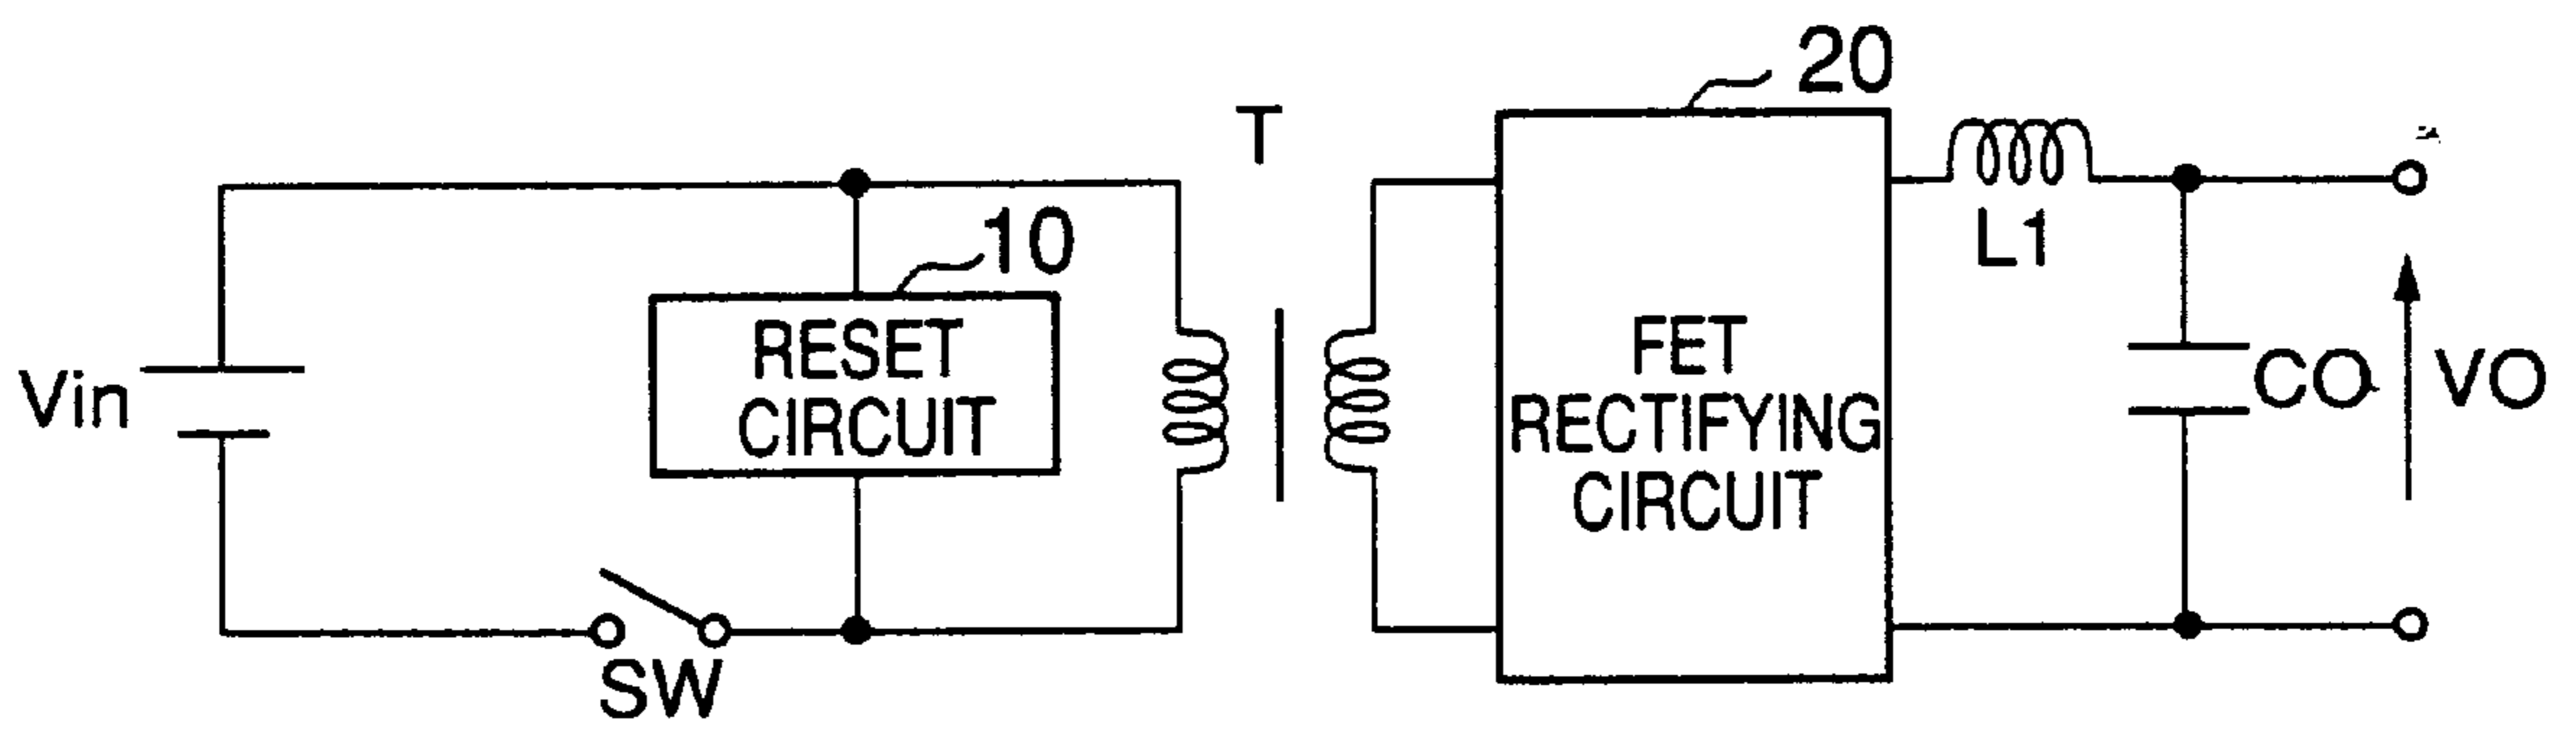 20
T
10
L1
RESET
CIRCUIT
FET
RECTIFYING
CIRCUIT
Vin
CO
VO
SW